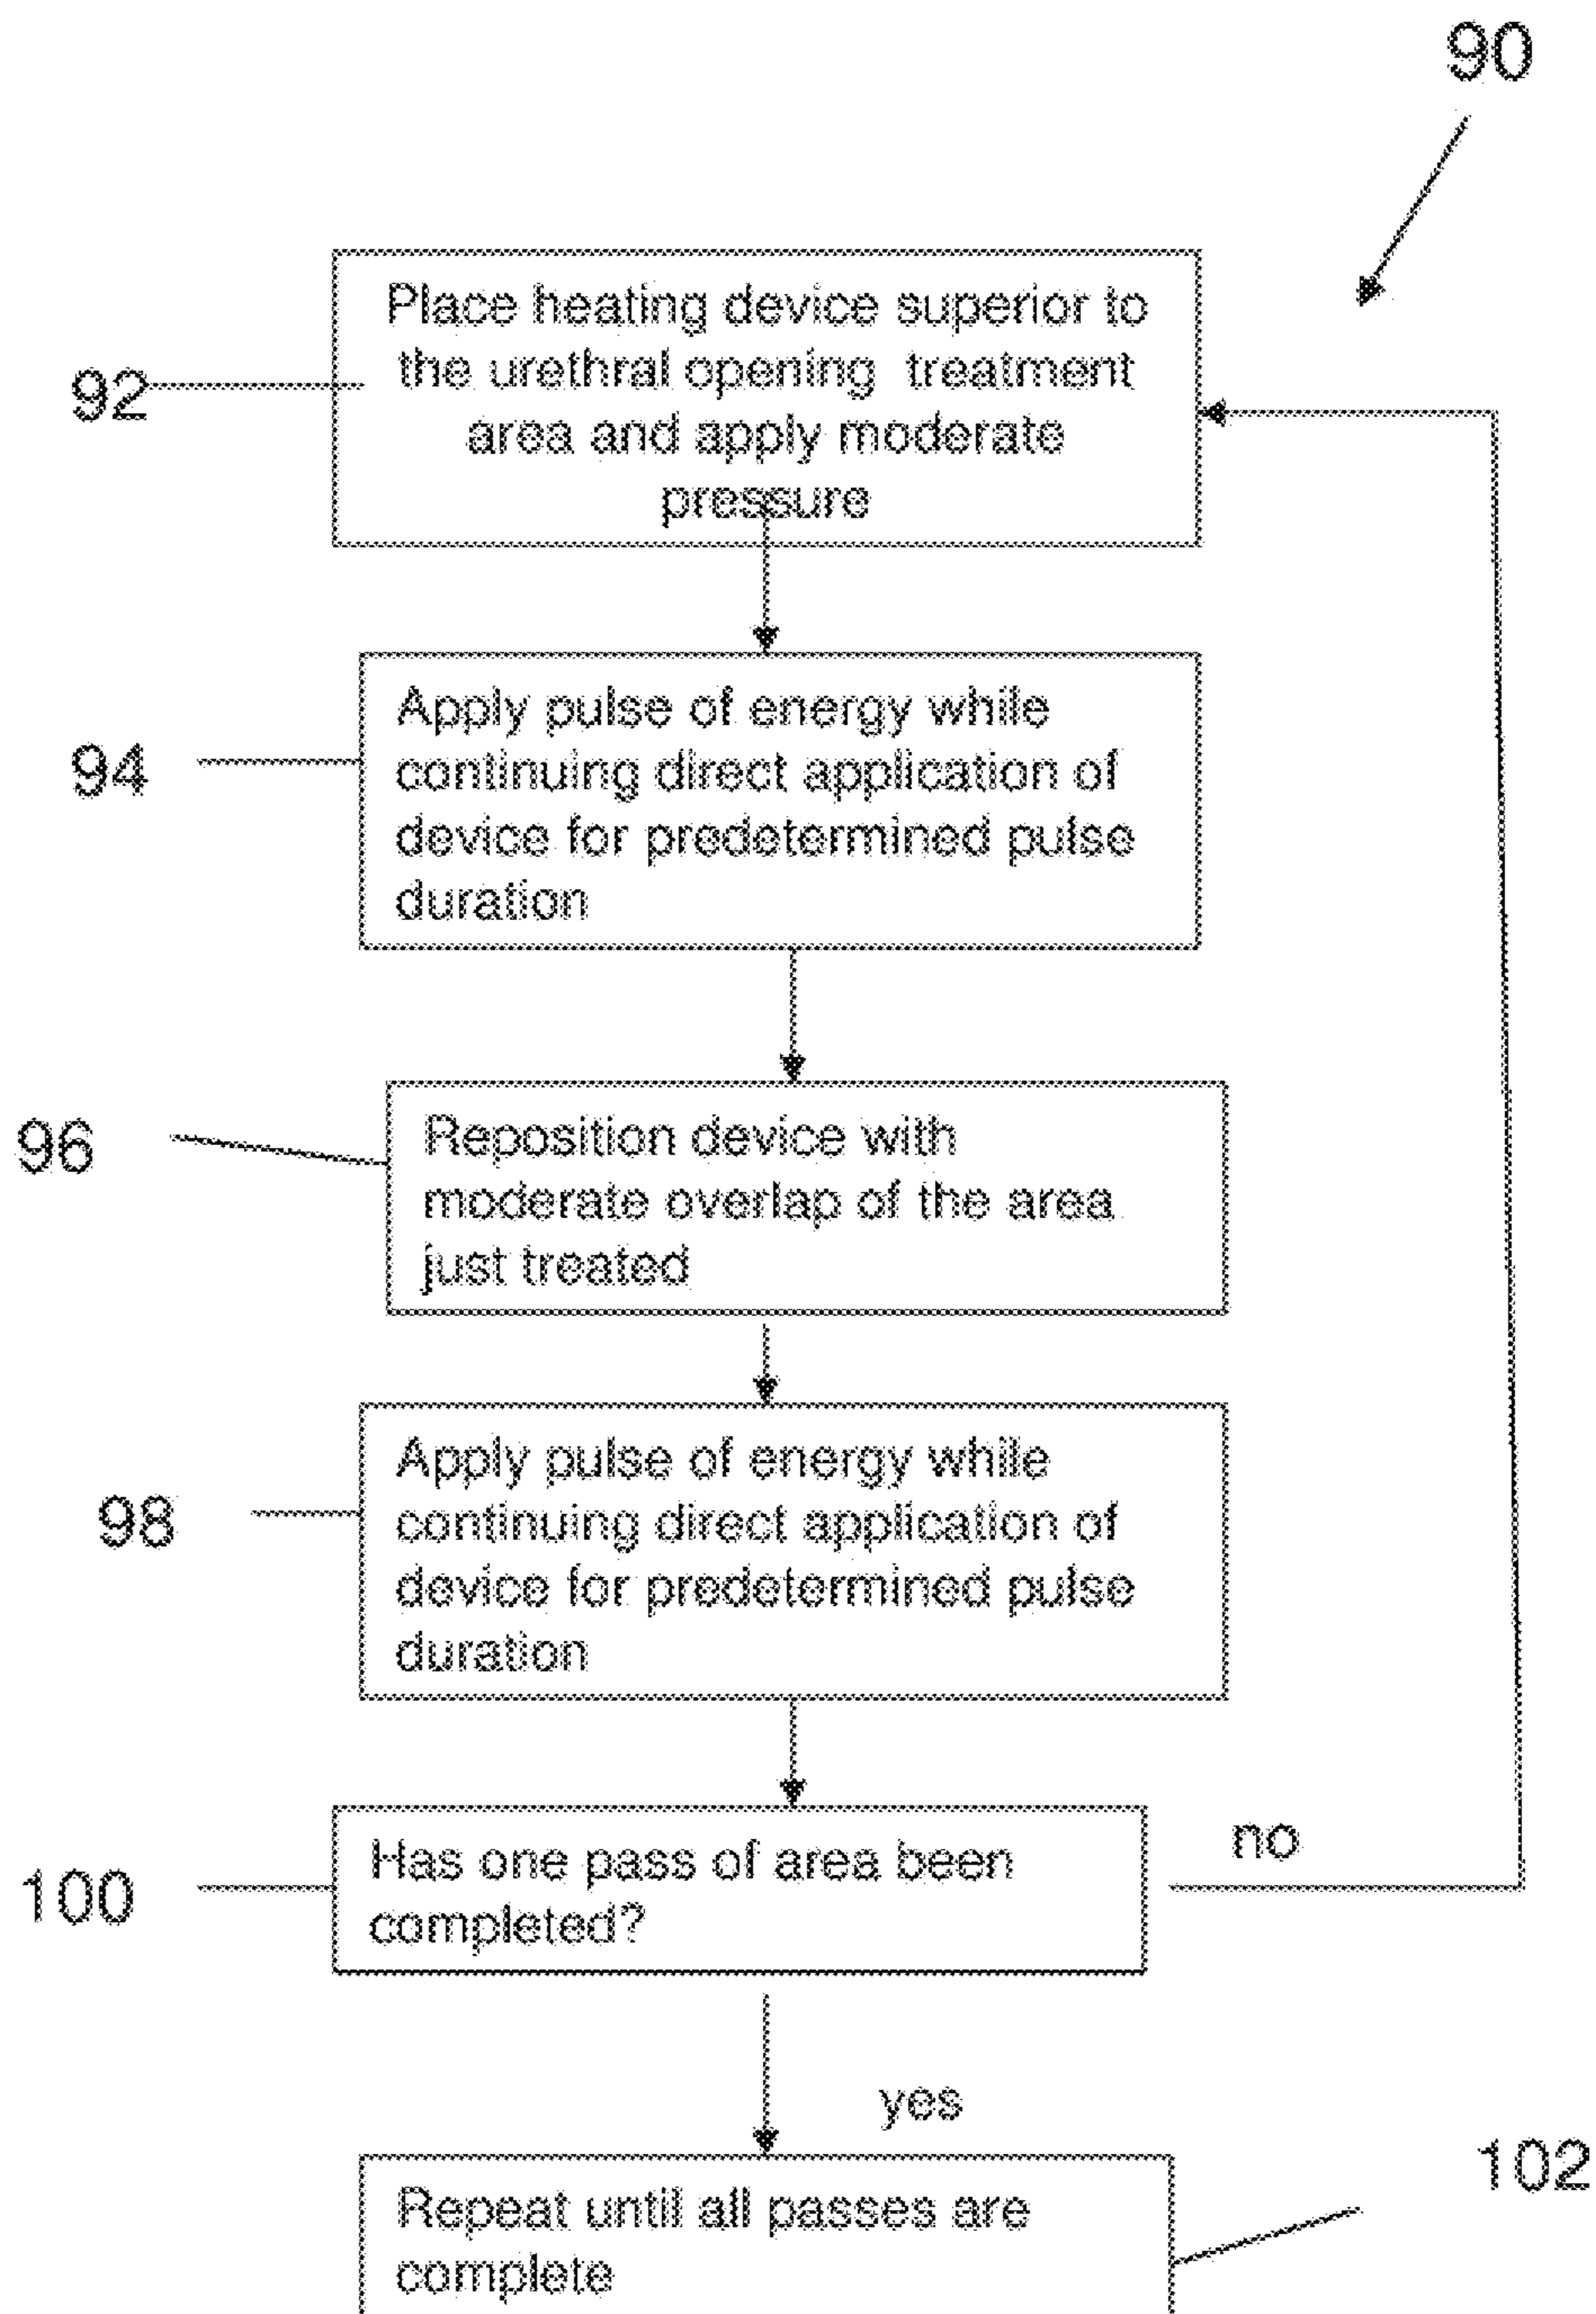 90
92
Place heating device superior to
the urethral opening treatment
area and apply moderate
pressure
94
Apply pulse of energy while
continuing direct application of
device for predetermined pulse
duration
96
Reposition device with
moderate overlap of the area
just treated
98
Apply pulse of energy while
continuing direct application of
device for predetermined pulse
duration
100
Has one pass of area been
completed?
no
yes
102
Repeat until all passes are
complete